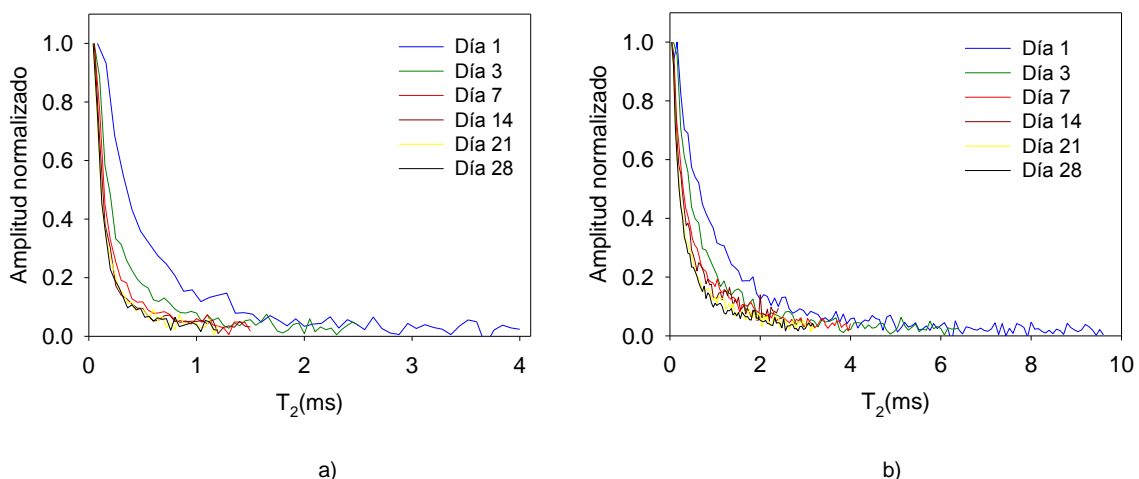 1.0
0.8
0.6
0.4
0.2
0.0
Amplitud normalizado
0
1
2
3
4
T2(ms)
Día 1
Día 3
Día 7
Día 14
Día 21
Día 28
a)
1.0
0.8
0.6
0.4
0.2
0.0
Amplitud normalizado
0
2
4
6
8
10
T2(ms)
Día 1
Día 3
Día 7
Día 14
Día 21
Día 28
b)